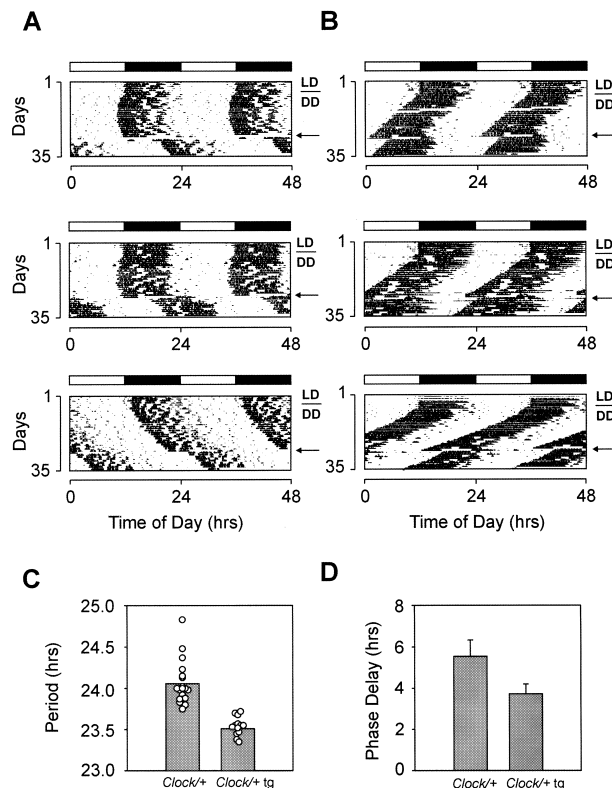 A
B
1
LD
DD
Days
35
0
24
48
1
LD
DD
35
0
24
48
1
LD
DD
Days
35
0
24
48
1
LD
DD
35
0
24
48
1
LD
DD
Days
35
0
24
48
Time of Day (hrs)
1
LD
DD
35
0
24
48
Time of Day (hrs)
C
25.0
24.5
24.0
23.5
23.0
Period (hrs)
Clock/+
Clock/+ tg
D
8
6
4
2
0
Phase Delay (hrs)
Clock/+
Clock/+ tg